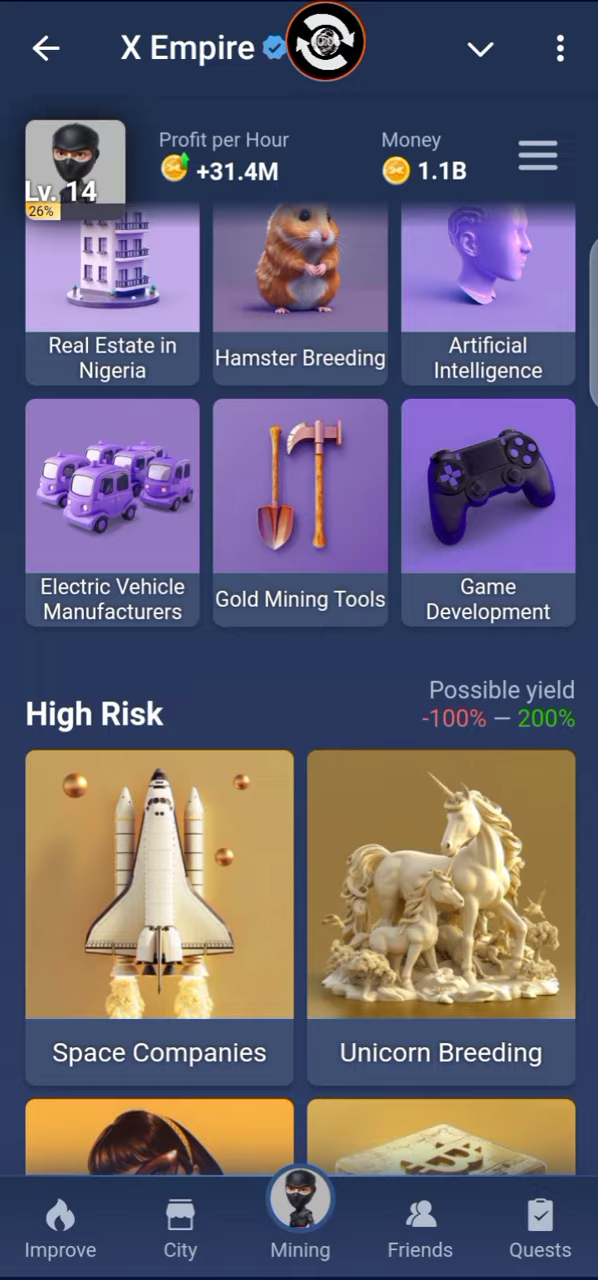 X Empire
Profit per Hour
+31.4M
Money
1.1B
Lv. 14
26%
Real Estate in
Nigeria
Hamster Breeding
Artificial
Intelligence
Electric Vehicle
Manufacturers
Gold Mining Tools
Game
Development
High Risk
Possible yield
-100% — 200%
Space Companies
Unicorn Breeding
Improve
City
Mining
Friends
Quests